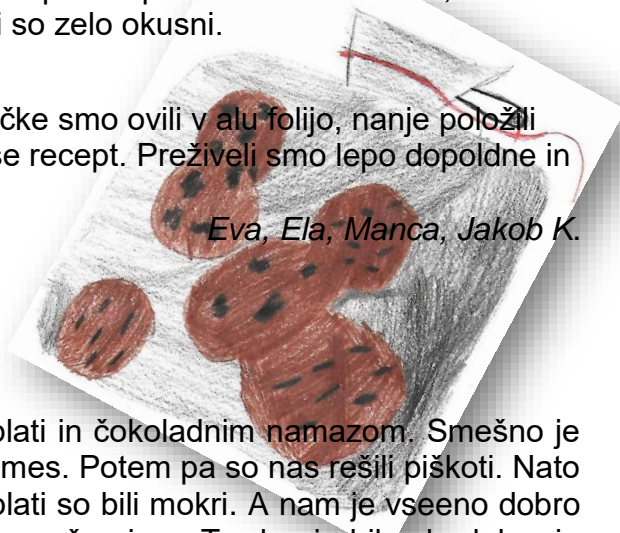 i so zelo okusni.
čke smo ovili v alu folijo, nanje položili
se recept. Preživeli smo lepo dopoldne in
Eva, Ela, Manca, Jakob K.
plati in čokoladnim namazom. Smešno je
mes. Potem pa so nas rešili piškoti. Nato
plati so bili mokri. A nam je vseeno dobro